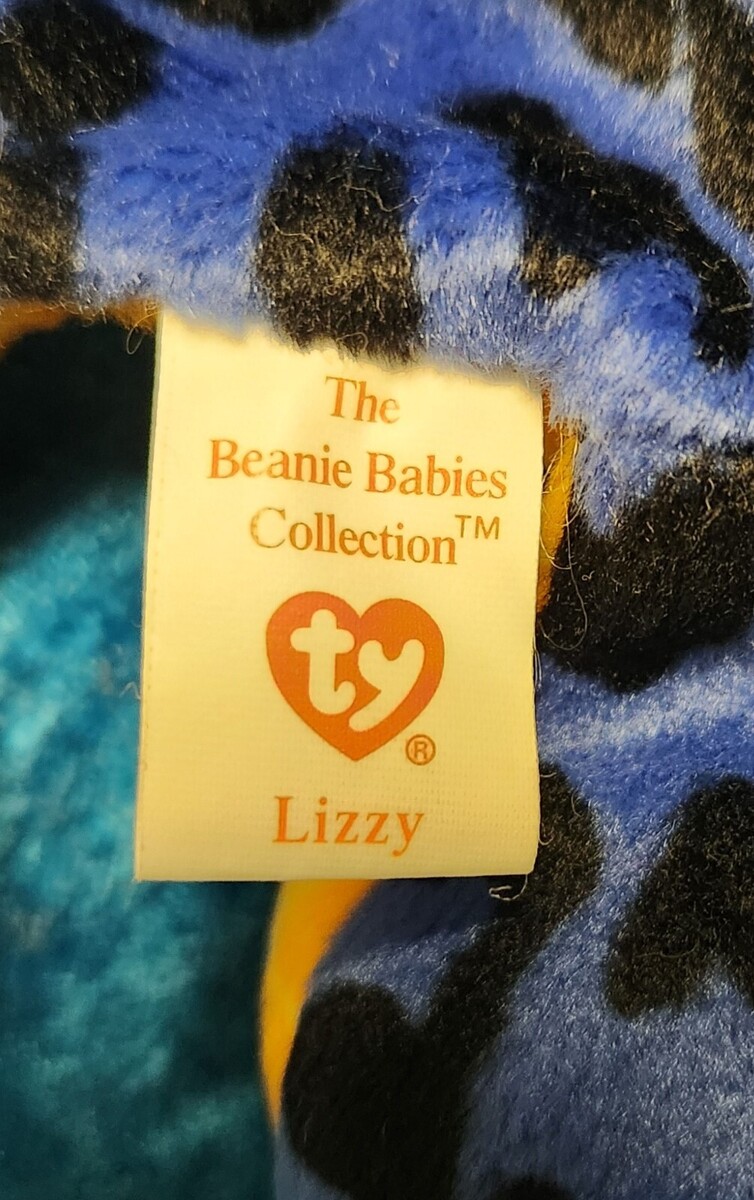 The
Beanie Babies
Collection™
ty®
Lizzy